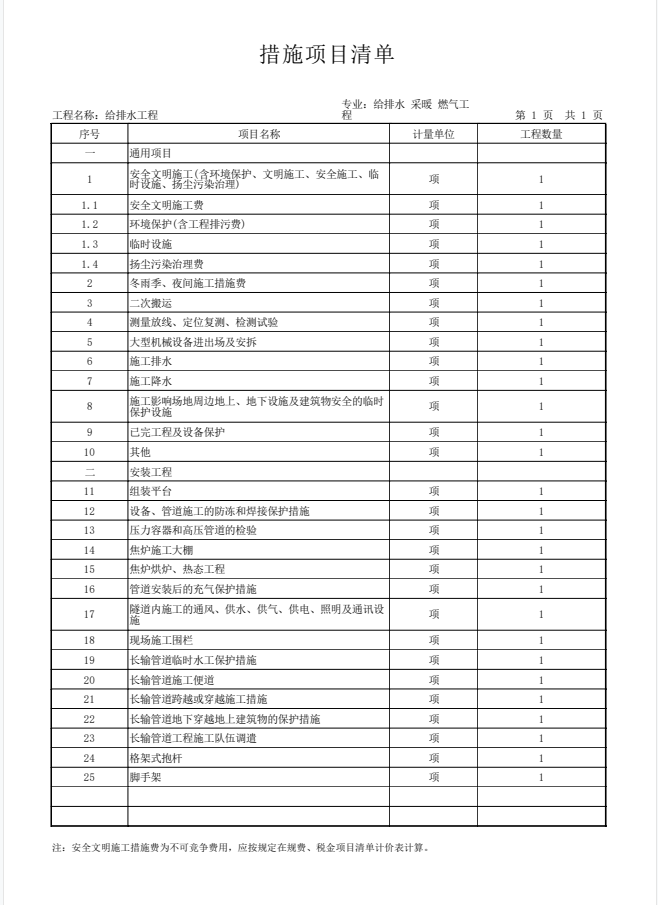 措施项目清单
专业：给排水 采暖 燃气工
工程名称：给排水工程 程 第 1 页 共 1 页
序号 项目名称 计量单位 工程数量
一 通用项目
1 安全文明施工(含环境保护、文明施工、安全施工、临
时设施、扬尘污染治理) 项 1
1.1 安全文明施工费 项 1
1.2 环境保护(含工程排污费) 项 1
1.3 临时设施 项 1
1.4 扬尘污染治理费 项 1
2 冬雨季、夜间施工措施费 项 1
3 二次搬运 项 1
4 测量放线、定位复测、检测试验 项 1
5 大型机械设备进出场及安拆 项 1
6 施工排水 项 1
7 施工降水 项 1
8 施工影响场地周边地上、地下设施及建筑物安全的临时
保护设施 项 1
9 已完工程及设备保护 项 1
10 其他 项 1
二 安装工程
11 组装平台 项 1
12 设备、管道施工的防冻和焊接保护措施 项 1
13 压力容器和高压管道的检验 项 1
14 焦炉施工大棚 项 1
15 焦炉烘炉、热态工程 项 1
16 管道安装后的充气保护措施 项 1
17 隧道内施工的通风、供水、供气、供电、照明及通讯设
施 项 1
18 现场施工围栏 项 1
19 长输管道临时水工保护措施 项 1
20 长输管道施工便道 项 1
21 长输管道跨越或穿越施工措施 项 1
22 长输管道地下穿越地上建筑物的保护措施 项 1
23 长输管道工程施工队伍调遣 项 1
24 格架式抱杆 项 1
25 脚手架 项 1
注：安全文明施工措施费为不可竞争费用，应按规定在规费、税金项目清单计价表计算。